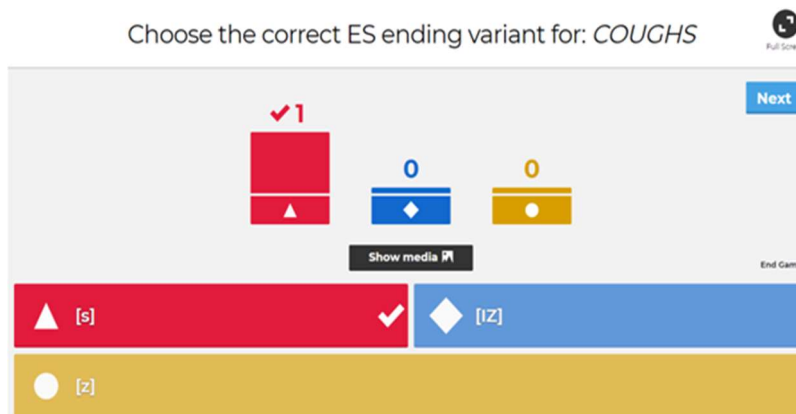 Choose the correct ES ending variant for: COUGHS
Full Scre
Next
1
0
0
Show media
End Gam
[s]
[IZ]
[z]